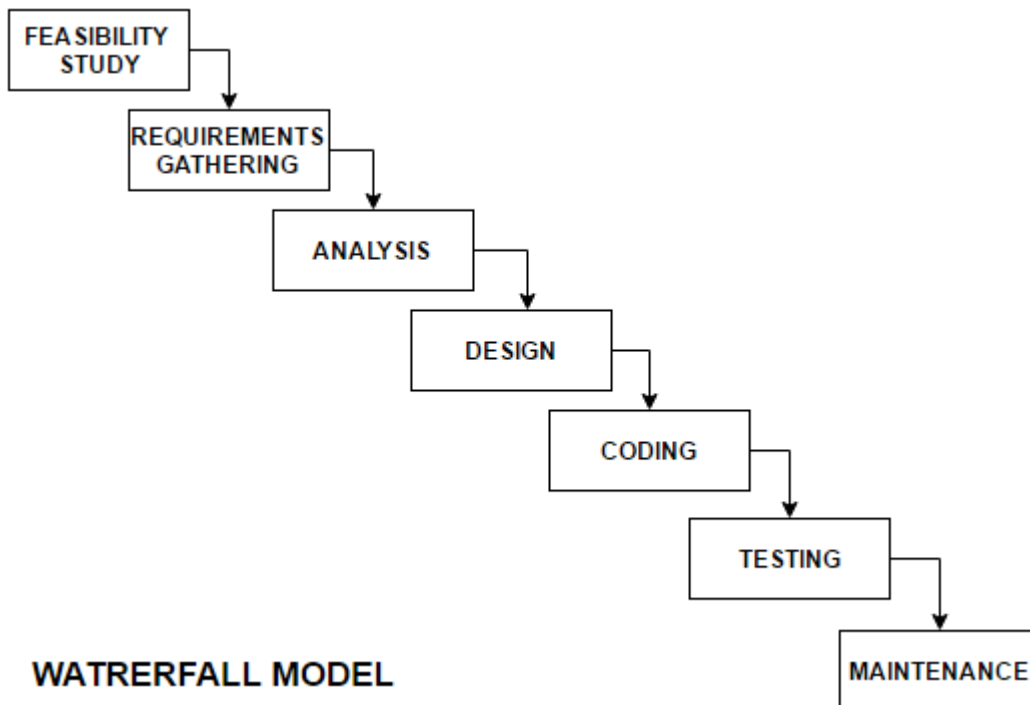 FEASIBILITY
STUDY
REQUIREMENTS
GATHERING
ANALYSIS
DESIGN
CODING
TESTING
MAINTENANCE
WATRERFALL MODEL